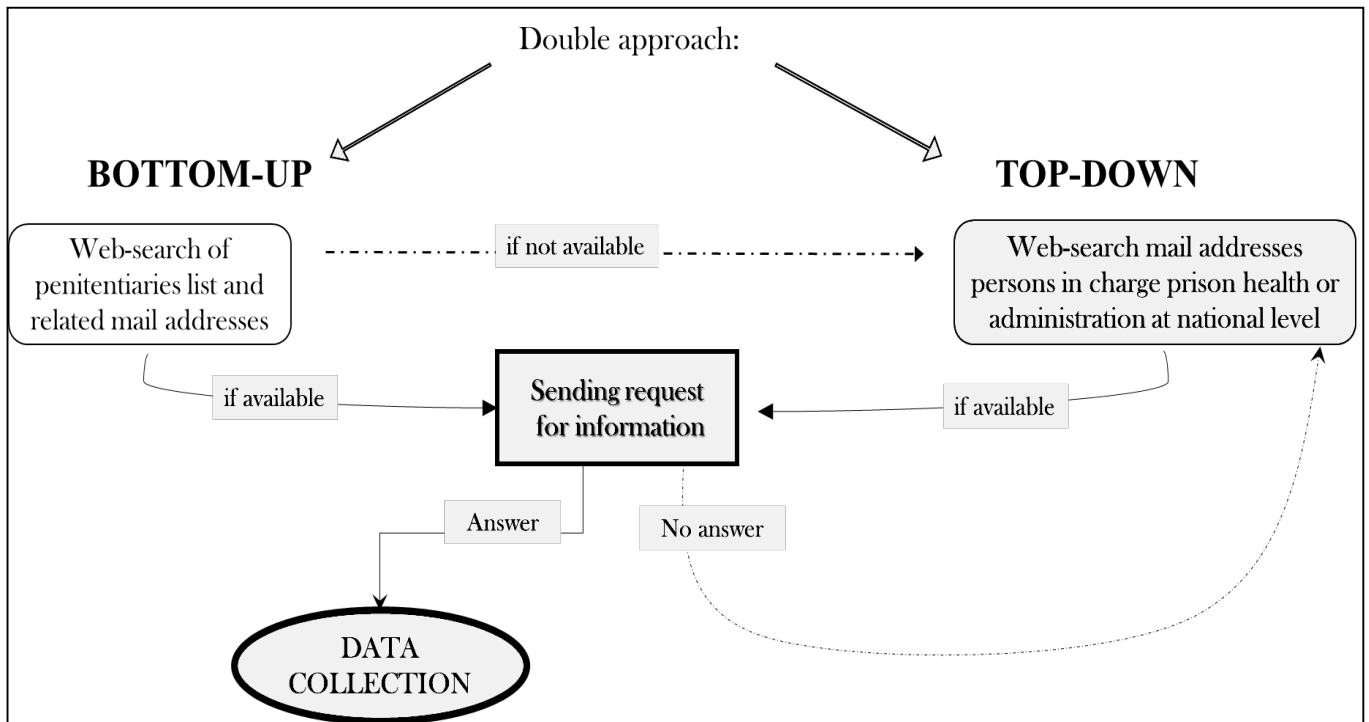 Double approach:
BOTTOM-UP
TOP-DOWN
Web-search of
penitentiaries list and
related mail addresses
if not available
Web-search mail addresses
persons in charge prison health or
administration at national level
if available
Sending request
for information
if available
Answer
No answer
DATA
COLLECTION